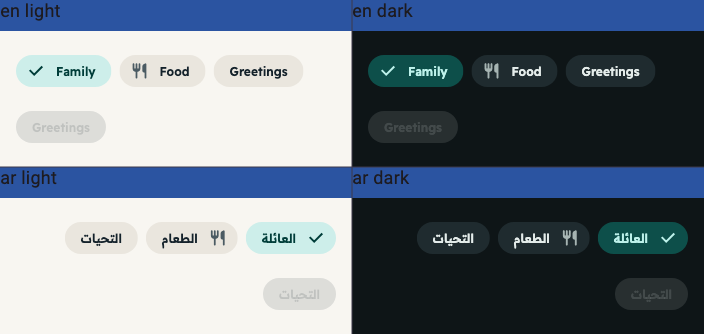 en light
Family Food Greetings
Greetings
en dark
Family Food Greetings
Greetings
ar light
العائلة الطعام التحيات
التحيات
ar dark
العائلة الطعام التحيات
التحيات